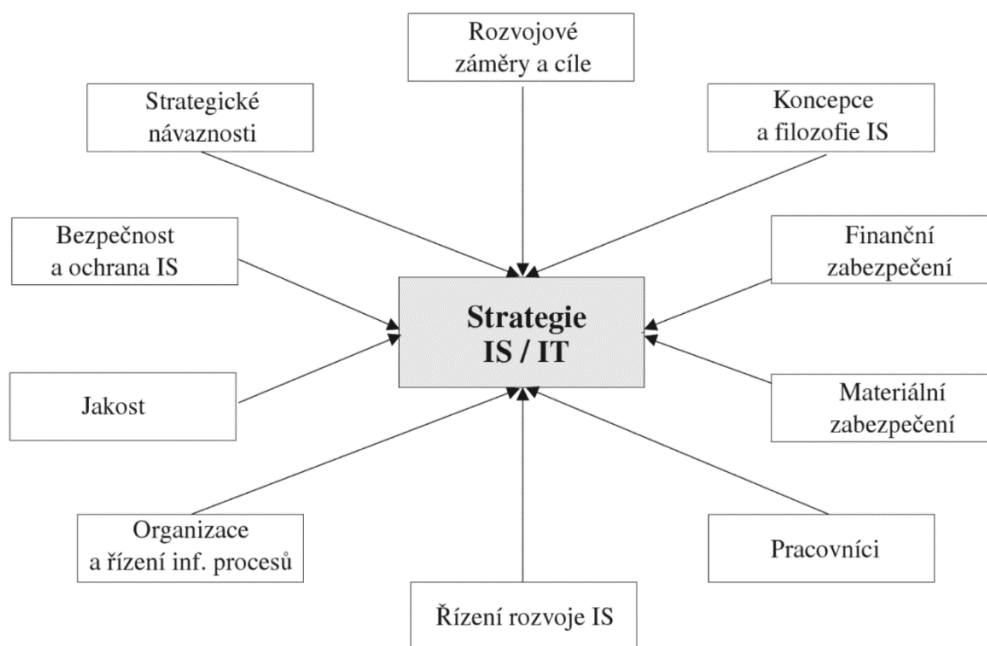 Rozvojové
záměry a cíle
Strategické
návaznosti
Koncepce
a filozofie IS
Bezpečnost
a ochrana IS
Finanční
zabezpečení
Strategie
IS / IT
Jakost
Materiální
zabezpečení
Organizace
a řízení inf. procesů
Pracovníci
Řízení rozvoje IS